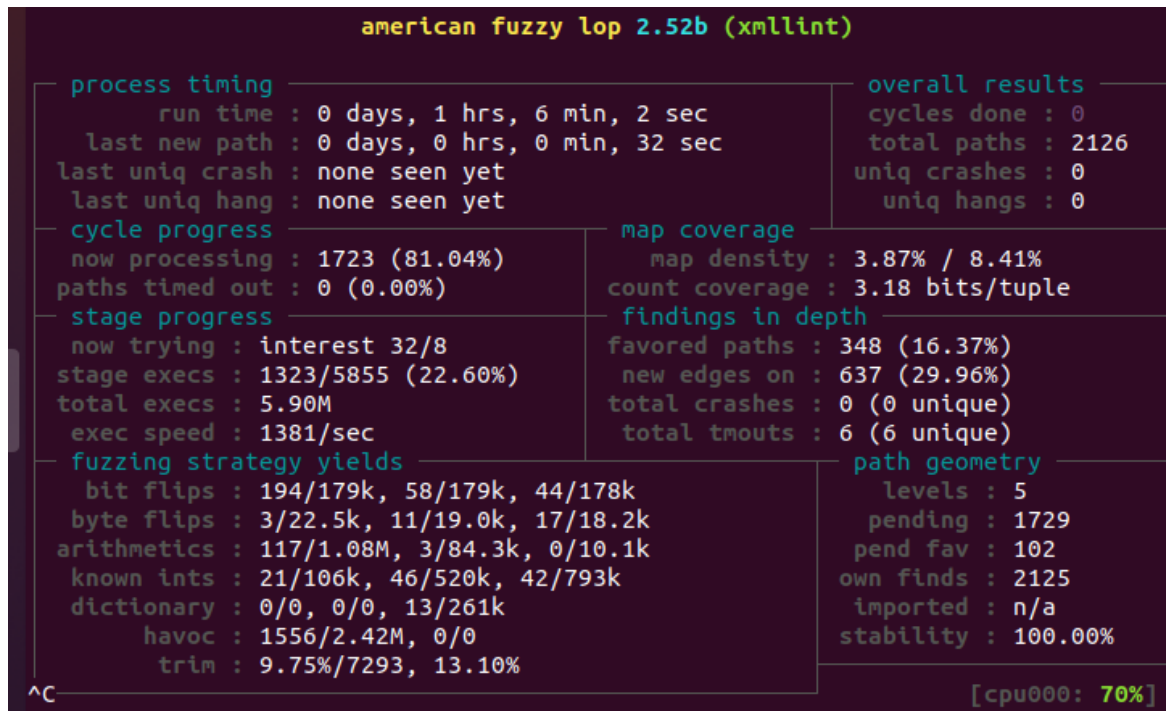 american fuzzy lop 2.52b (xmllint)
process timing overall results
run time : 0 days, 1 hrs, 6 min, 2 sec cycles done : 0
last new path : 0 days, 0 hrs, 0 min, 32 sec total paths : 2126
last uniq crash : none seen yet uniq crashes : 0
last uniq hang : none seen yet uniq hangs : 0
cycle progress map coverage
now processing : 1723 (81.04%) map density : 3.87% / 8.41%
paths timed out : 0 (0.00%) count coverage : 3.18 bits/tuple
stage progress findings in depth
now trying : interest 32/8 favored paths : 348 (16.37%)
stage execs : 1323/5855 (22.60%) new edges on : 637 (29.96%)
total execs : 5.90M total crashes : 0 (0 unique)
exec speed : 1381/sec total tmouts : 6 (6 unique)
fuzzing strategy yields path geometry
bit flips : 194/179k, 58/179k, 44/178k levels : 5
byte flips : 3/22.5k, 11/19.0k, 17/18.2k pending : 1729
arithmetics : 117/1.08M, 3/84.3k, 0/10.1k pend fav : 102
known ints : 21/106k, 46/520k, 42/793k own finds : 2125
dictionary : 0/0, 0/0, 13/261k imported : n/a
havoc : 1556/2.42M, 0/0 stability : 100.00%
trim : 9.75%/7293, 13.10%
^C [cpu000: 70%]